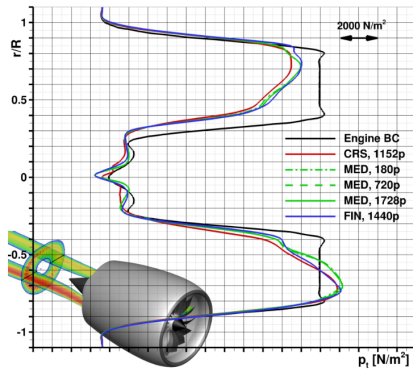 1
2000 N/m²
r/R
0.5
Engine BC
CRS, 1152p
MED, 180p
MED, 720p
MED, 1728p
FIN, 1440p
0
-0.5
-1
pt [N/m²]